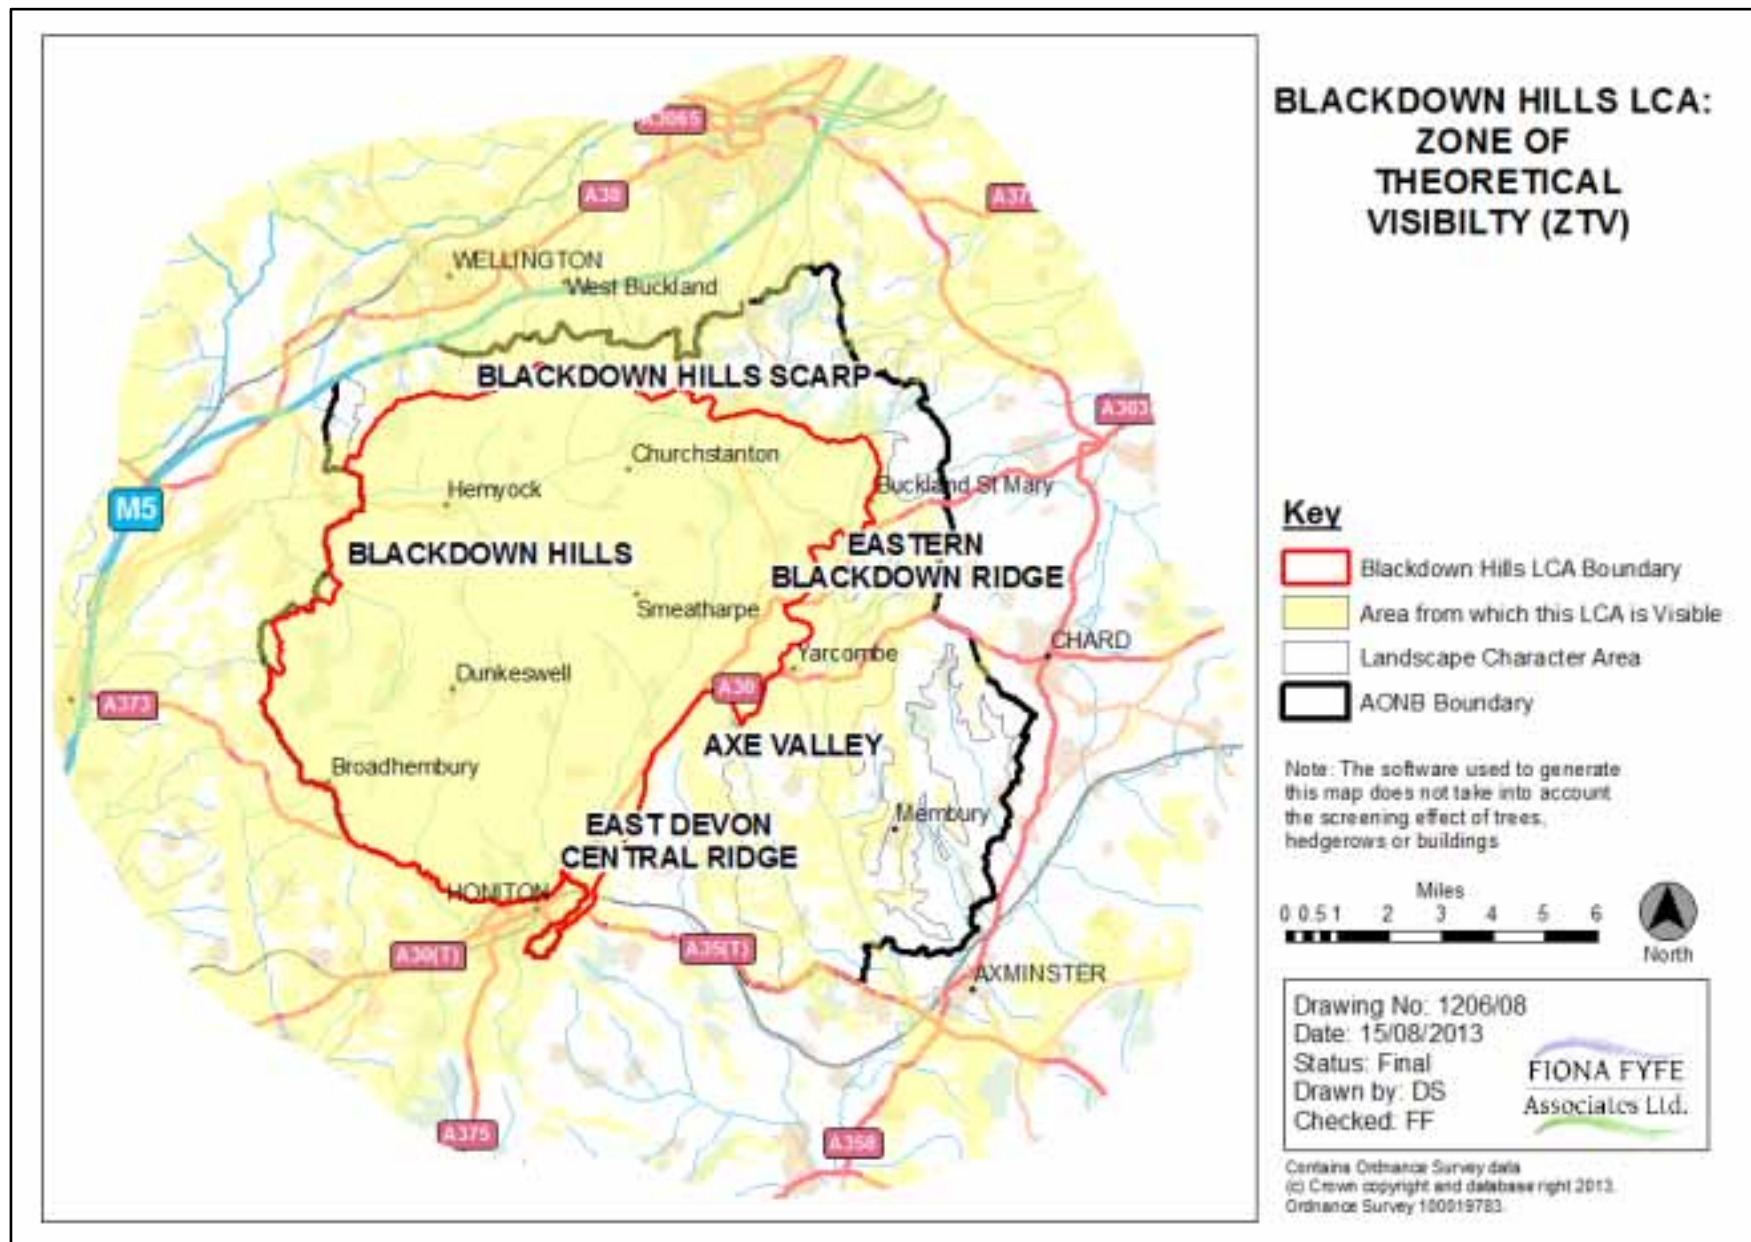 BLACKDOWN HILLS LCA:
ZONE OF
THEORETICAL
VISIBILTY (ZTV)
A3065
A38
WELLINGTON
West Buckland
BLACKDOWN HILLS SCARP
Churchstanton
Hemyock
Buckland St Mary
M5
BLACKDOWN HILLS
EASTERN
BLACKDOWN RIDGE
Smeatharpe
CHARD
Yarcombe
Dunkeswell
A30
A373
AXE VALLEY
Broadhembury
Membury
EAST DEVON
CENTRAL RIDGE
HONITON
A30(T)
A35(T)
AXMINSTER
A375
A358
Key
Blackdown Hills LCA Boundary
Area from which this LCA is Visible
Landscape Character Area
AONB Boundary
Note: The software used to generate
this map does not take into account
the screening effect of trees,
hedgerows or buildings
Miles
0 0.5 1 2 3 4 5 6
North
Drawing No: 1206/08
Date: 15/08/2013
Status: Final
Drawn by: DS
Checked: FF
FIONA FYFE
Associates Ltd.
Contains Ordnance Survey data
(c) Crown copyright and database right 2013.
Ordnance Survey 100019783.